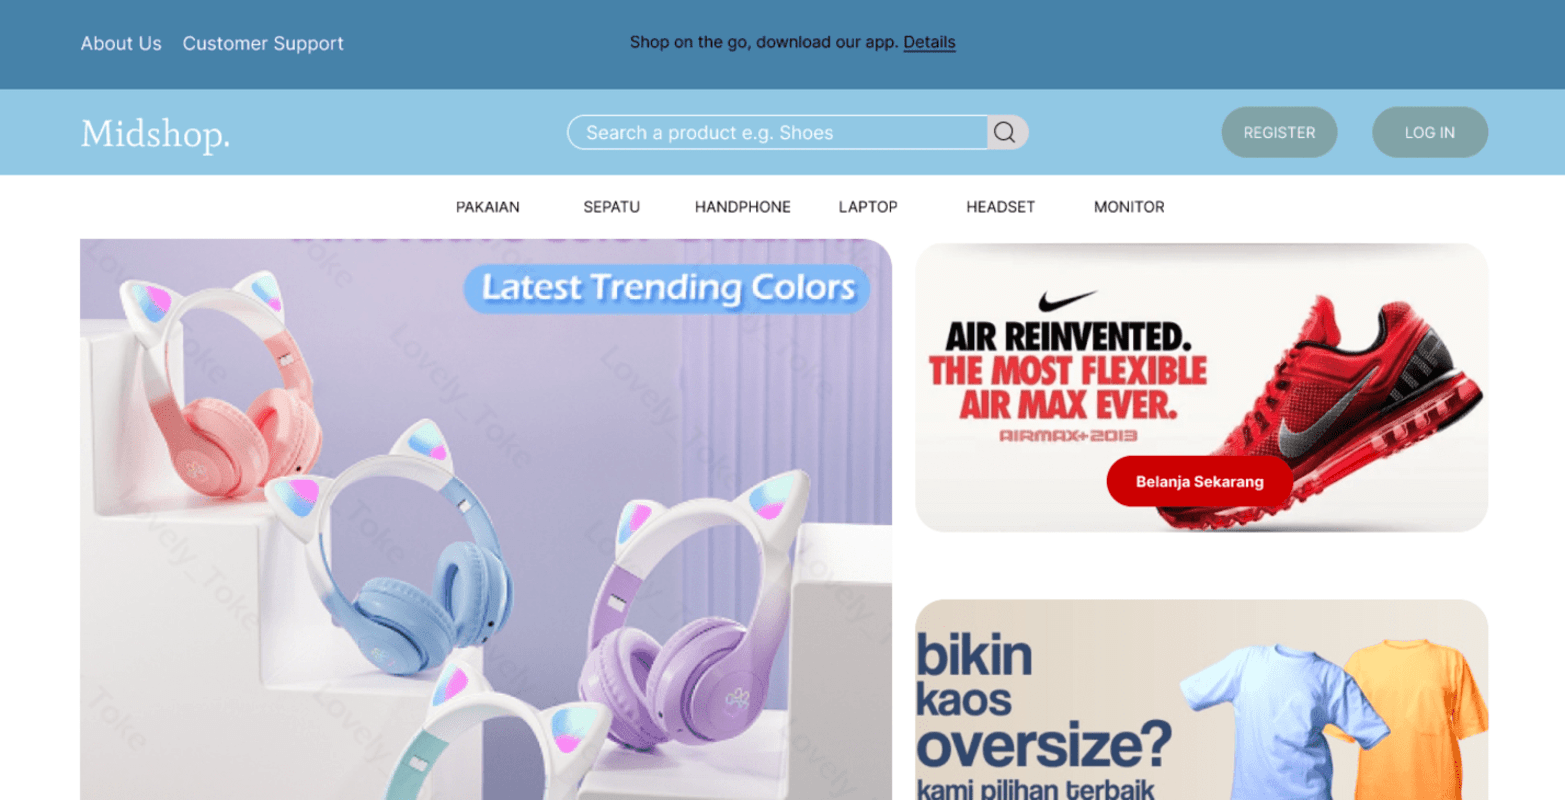 About Us Customer Support
Shop on the go, download our app. Details
Midshop.
Search a product e.g. Shoes
REGISTER
LOG IN
PAKAIAN SEPATU HANDPHONE LAPTOP HEADSET MONITOR
Latest Trending Colors
Lovely_Toke
AIR REINVENTED.
THE MOST FLEXIBLE
AIR MAX EVER.
AIRMAX+2013
Belanja Sekarang
bikin
kaos
oversize?
kami pilihan terbaik